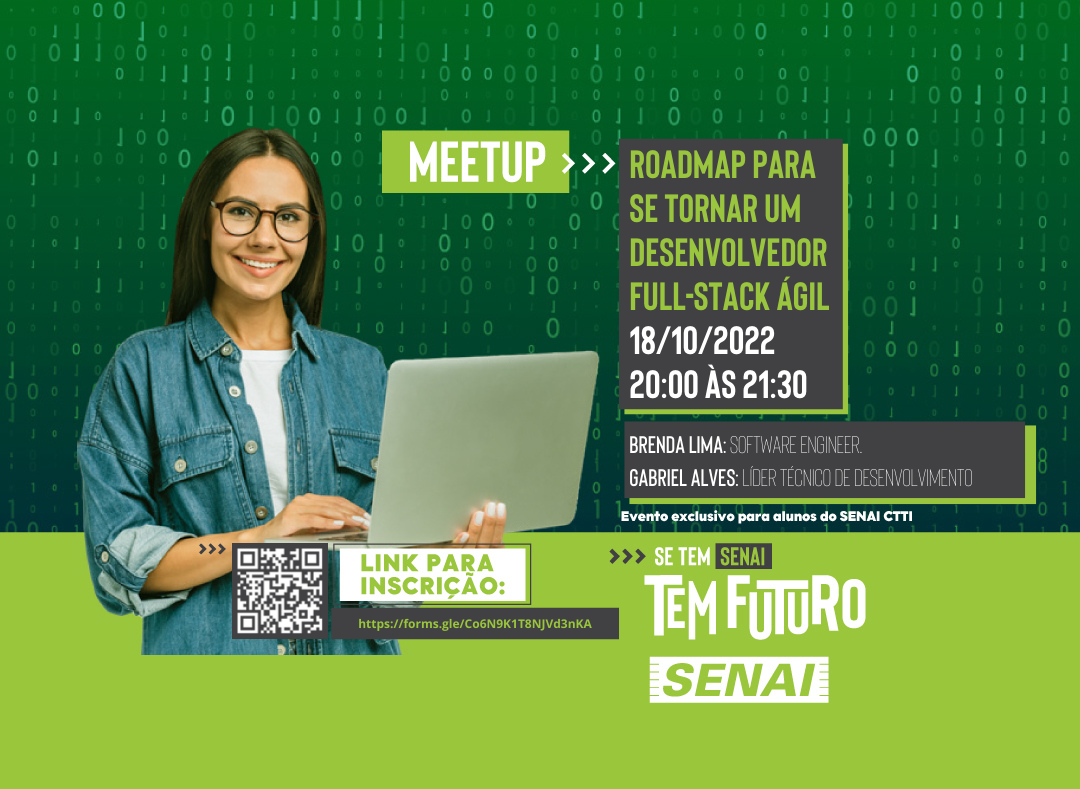 MEETUP
ROADMAP PARA
SE TORNAR UM
DESENVOLVEDOR
FULL-STACK ÁGIL
18/10/2022
20:00 ÀS 21:30
BRENDA LIMA: SOFTWARE ENGINEER.
GABRIEL ALVES: LÍDER TÉCNICO DE DESENVOLVIMENTO
Evento exclusivo para alunos do SENAI CTTI
LINK PARA
INSCRIÇÃO:
https://forms.gle/Co6N9K1T8NJVd3nKA
SE TEM SENAI
TEM FUTURO
SENAI